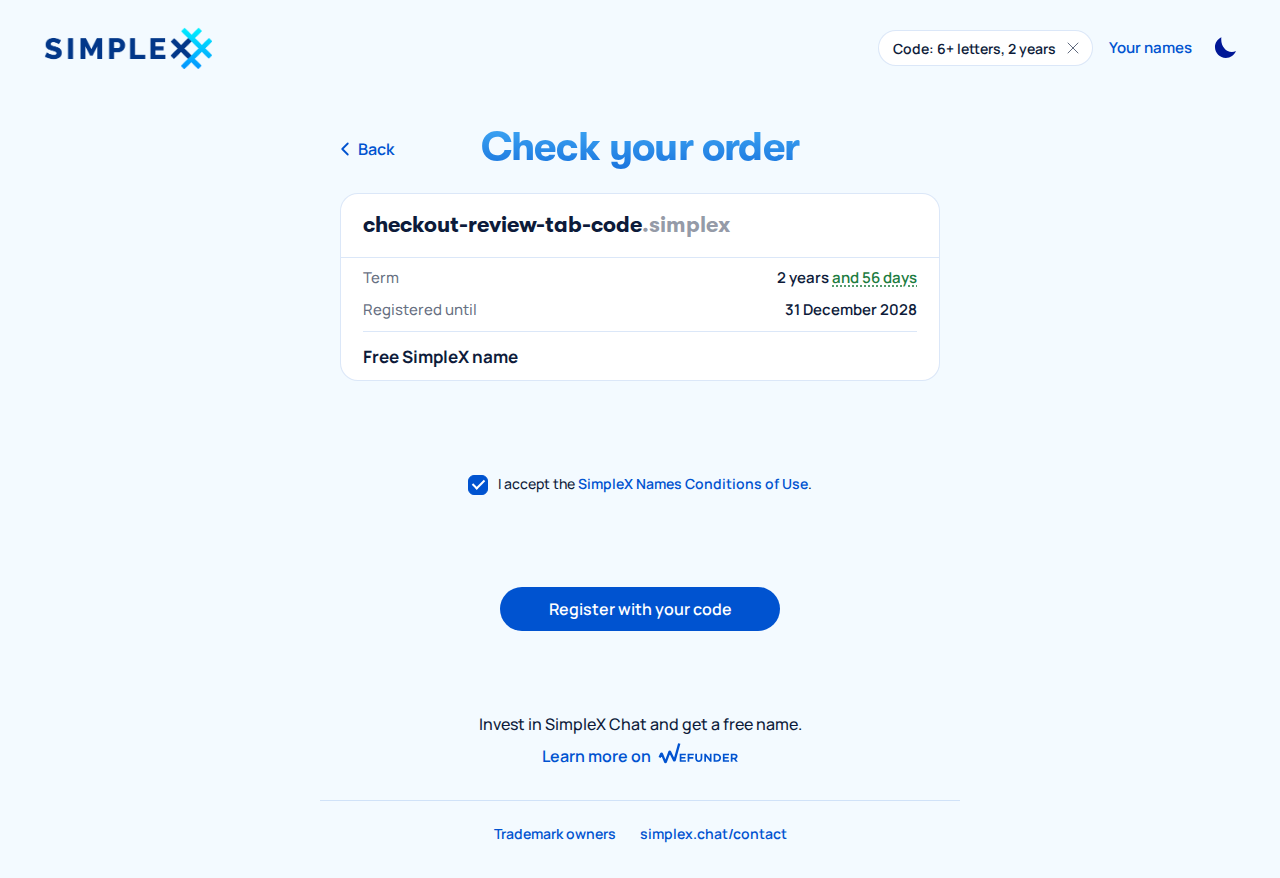 SIMPLEX
Code: 6+ letters, 2 years
Your names
Back
Check your order
checkout-review-tab-code.simplex
Term
2 years and 56 days
Registered until
31 December 2028
Free SimpleX name
I accept the SimpleX Names Conditions of Use.
Register with your code
Invest in SimpleX Chat and get a free name.
Learn more on WEFUNDER
Trademark owners
simplex.chat/contact